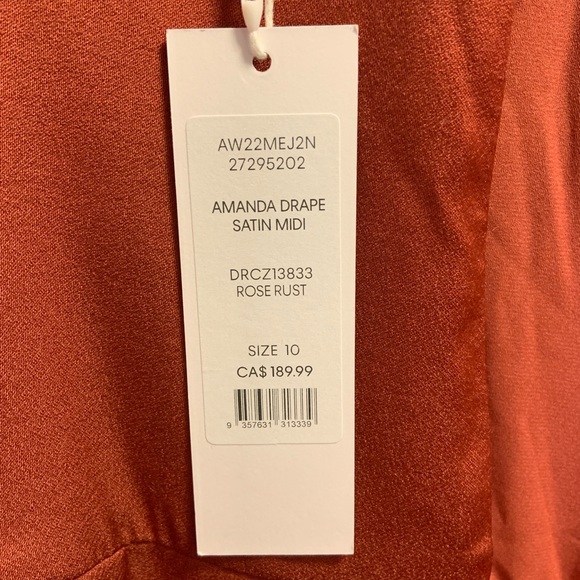 AW22MEJ2N
27295202
AMANDA DRAPE
SATIN MIDI
DRCZ13833
ROSE RUST
SIZE 10
CA$ 189.99
9 357631 313339